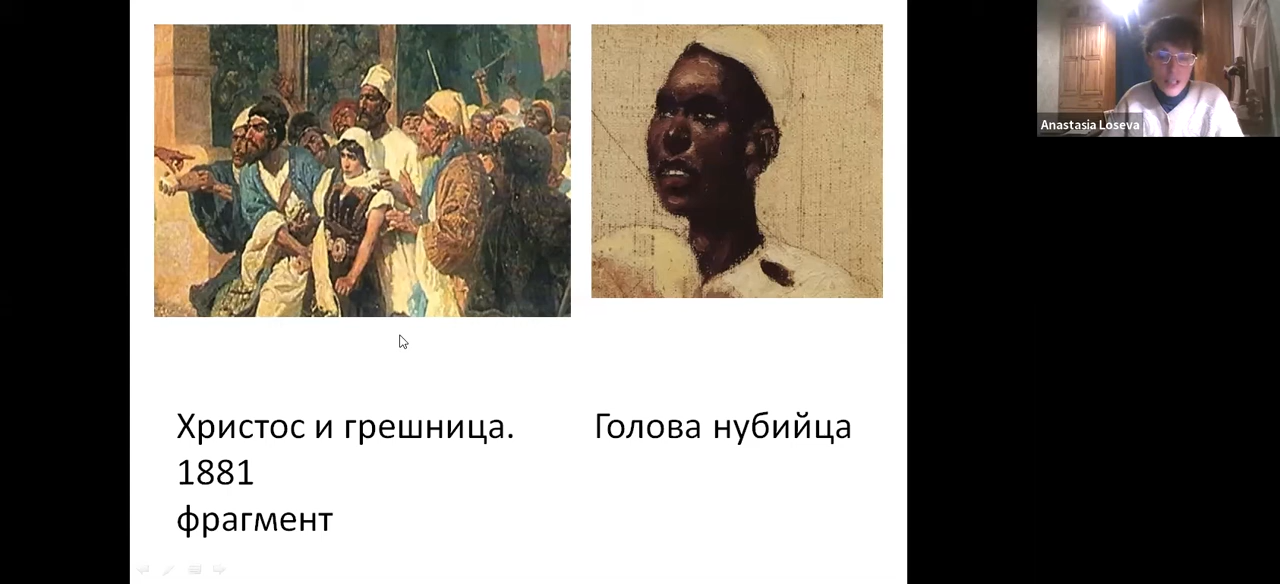 Anastasia Loseva
Христос и грешница.
1881
фрагмент
Голова нубийца